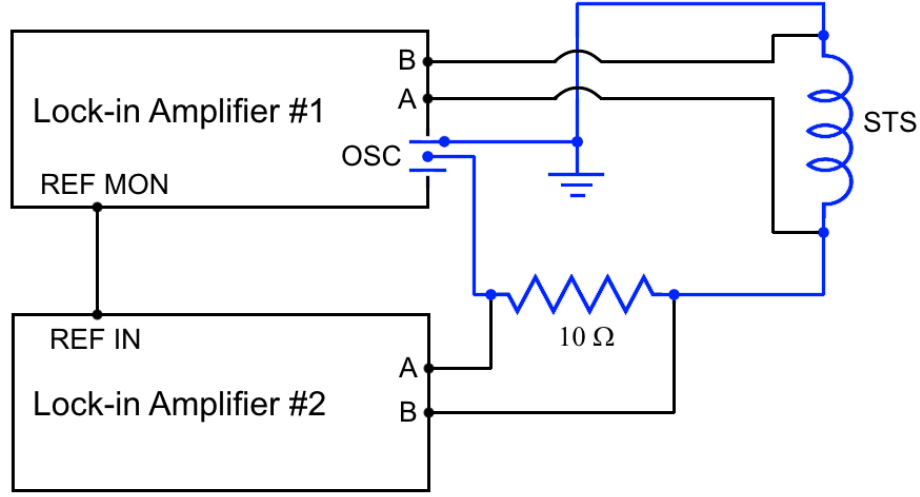 B
Lock-in Amplifier #1
A
STS
OSC
REF MON
REF IN
10 Ω
A
Lock-in Amplifier #2
B